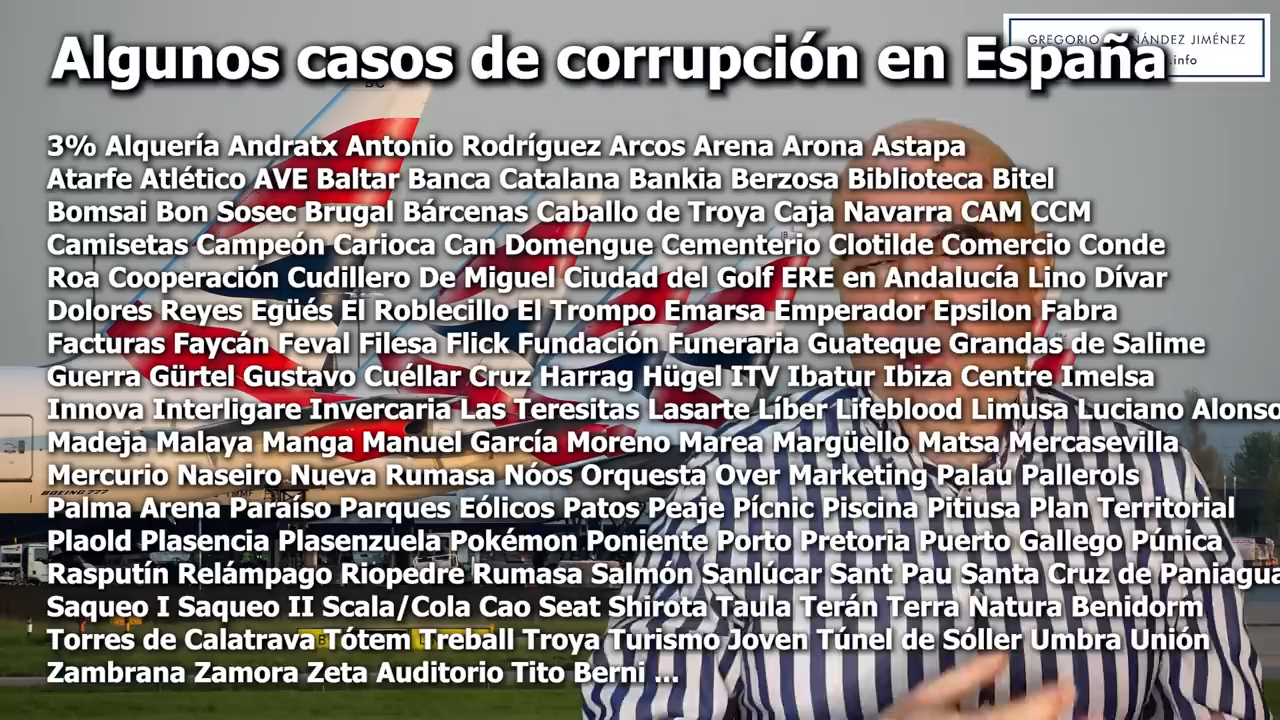 Algunos casos de corrupción en España
GREGORIO NÁNDEZ JIMÉNEZ
.info
3% Alquería Andratx Antonio Rodríguez Arcos Arena Arona Astapa
Atarfe Atlético AVE Baltar Banca Catalana Bankia Berzosa Biblioteca Bitel
Bomsai Bon Sosec Brugal Bárcenas Caballo de Troya Caja Navarra CAM CCM
Camisetas Campeón Carioca Can Domengue Cementerio Clotilde Comercio Conde
Roa Cooperación Cudillero De Miguel Ciudad del Golf ERE en Andalucía Lino Dívar
Dolores Reyes Egüés El Roblecillo El Trompo Emarsa Emperador Epsilon Fabra
Facturas Faycán Feval Filesa Flick Fundación Funeraria Guateque Grandas de Salime
Guerra Gürtel Gustavo Cuéllar Cruz Harrag Hügel ITV Ibatur Ibiza Centre Imelsa
Innova Interligare Invercaria Las Teresitas Lasarte Líber Lifeblood Limusa Luciano Alonso
Madeja Malaya Manga Manuel García Moreno Marea Margüello Matsa Mercasevilla
Mercurio Naseiro Nueva Rumasa Nóos Orquesta Over Marketing Palau Pallerols
BOEING 777
Palma Arena Paraíso Parques Eólicos Patos Peaje Pícnic Piscina Pitiusa Plan Territorial
Plaold Plasencia Plasenzuela Pokémon Poniente Porto Pretoria Puerto Gallego Púnica
Rasputín Relámpago Riopedre Rumasa Salmón Sanlúcar Sant Pau Santa Cruz de Paniagua
Saqueo I Saqueo II Scala/Cola Cao Seat Shirota Taula Terán Terra Natura Benidorm
Torres de Calatrava Tótem Treball Troya Turismo Joven Túnel de Sóller Umbra Unión
Zambrana Zamora Zeta Auditorio Tito Berni ...